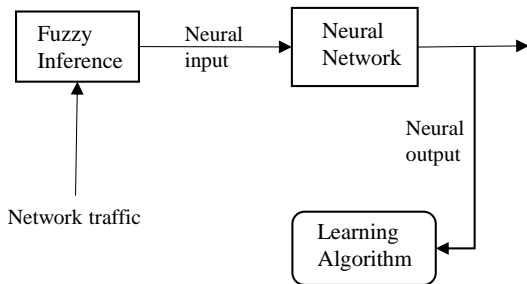 Fuzzy
Inference
Neural
input
Neural
Network
Neural
output
Network traffic
Learning
Algorithm